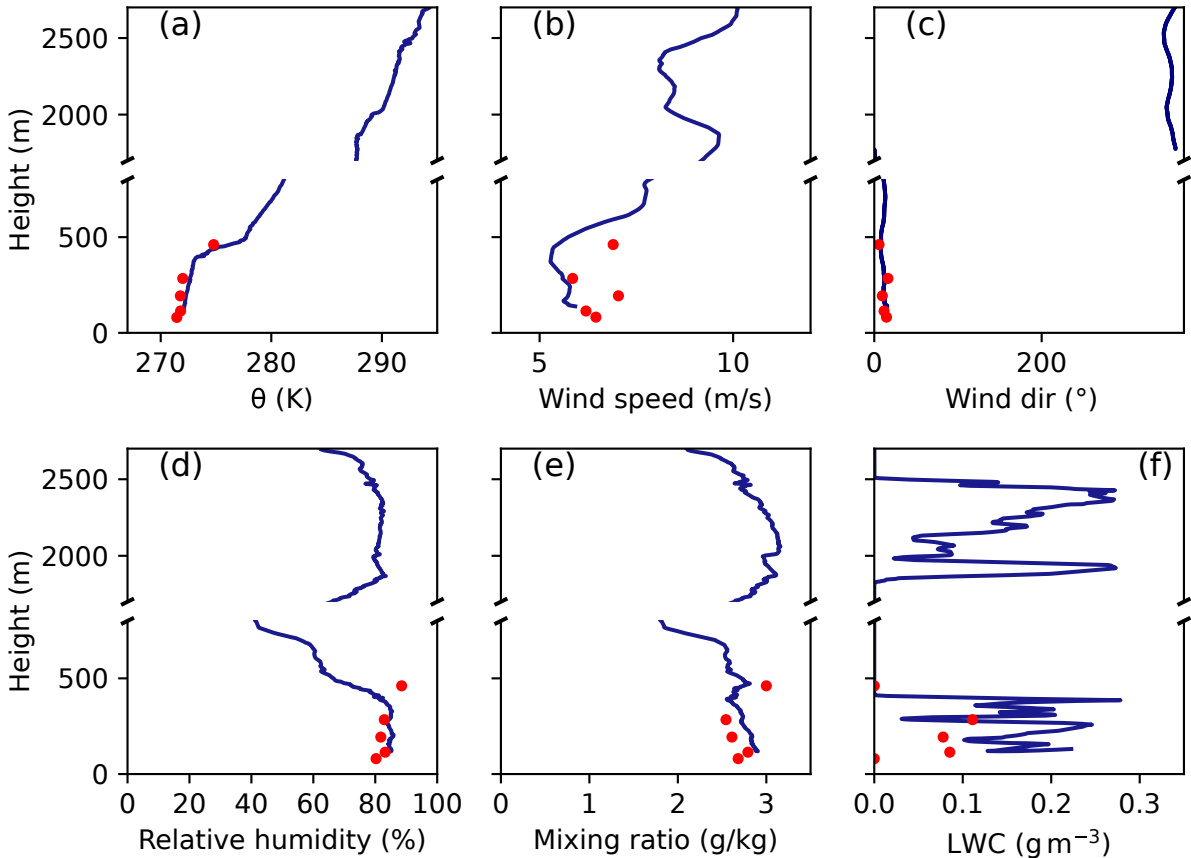 (a) (b) (c)
2500
2000
500
0
Height (m)
270 280 290
θ (K)
5 10
Wind speed (m/s)
0 200
Wind dir (°)
(d) (e) (f)
2500
2000
500
0
Height (m)
0 20 40 60 80 100
Relative humidity (%)
0 1 2 3
Mixing ratio (g/kg)
0.0 0.1 0.2 0.3
LWC (g m⁻³)